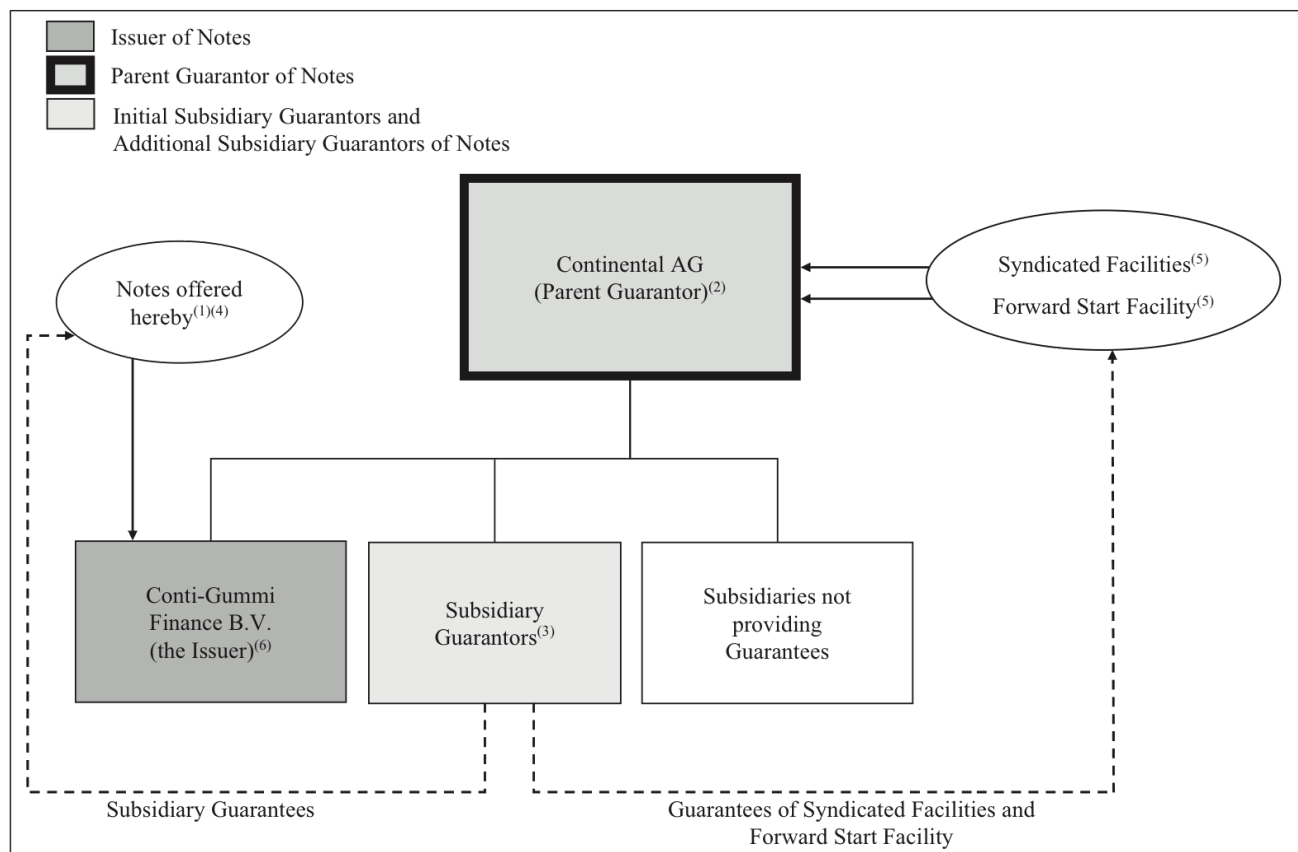 Issuer of Notes
Parent Guarantor of Notes
Initial Subsidiary Guarantors and
Additional Subsidiary Guarantors of Notes
Continental AG
(Parent Guarantor)(2)
Syndicated Facilities(5)
Forward Start Facility(5)
Notes offered
hereby(1)(4)
Conti-Gummi
Finance B.V.
(the Issuer)(6)
Subsidiary
Guarantors(3)
Subsidiaries not
providing
Guarantees
Subsidiary Guarantees
Guarantees of Syndicated Facilities and
Forward Start Facility